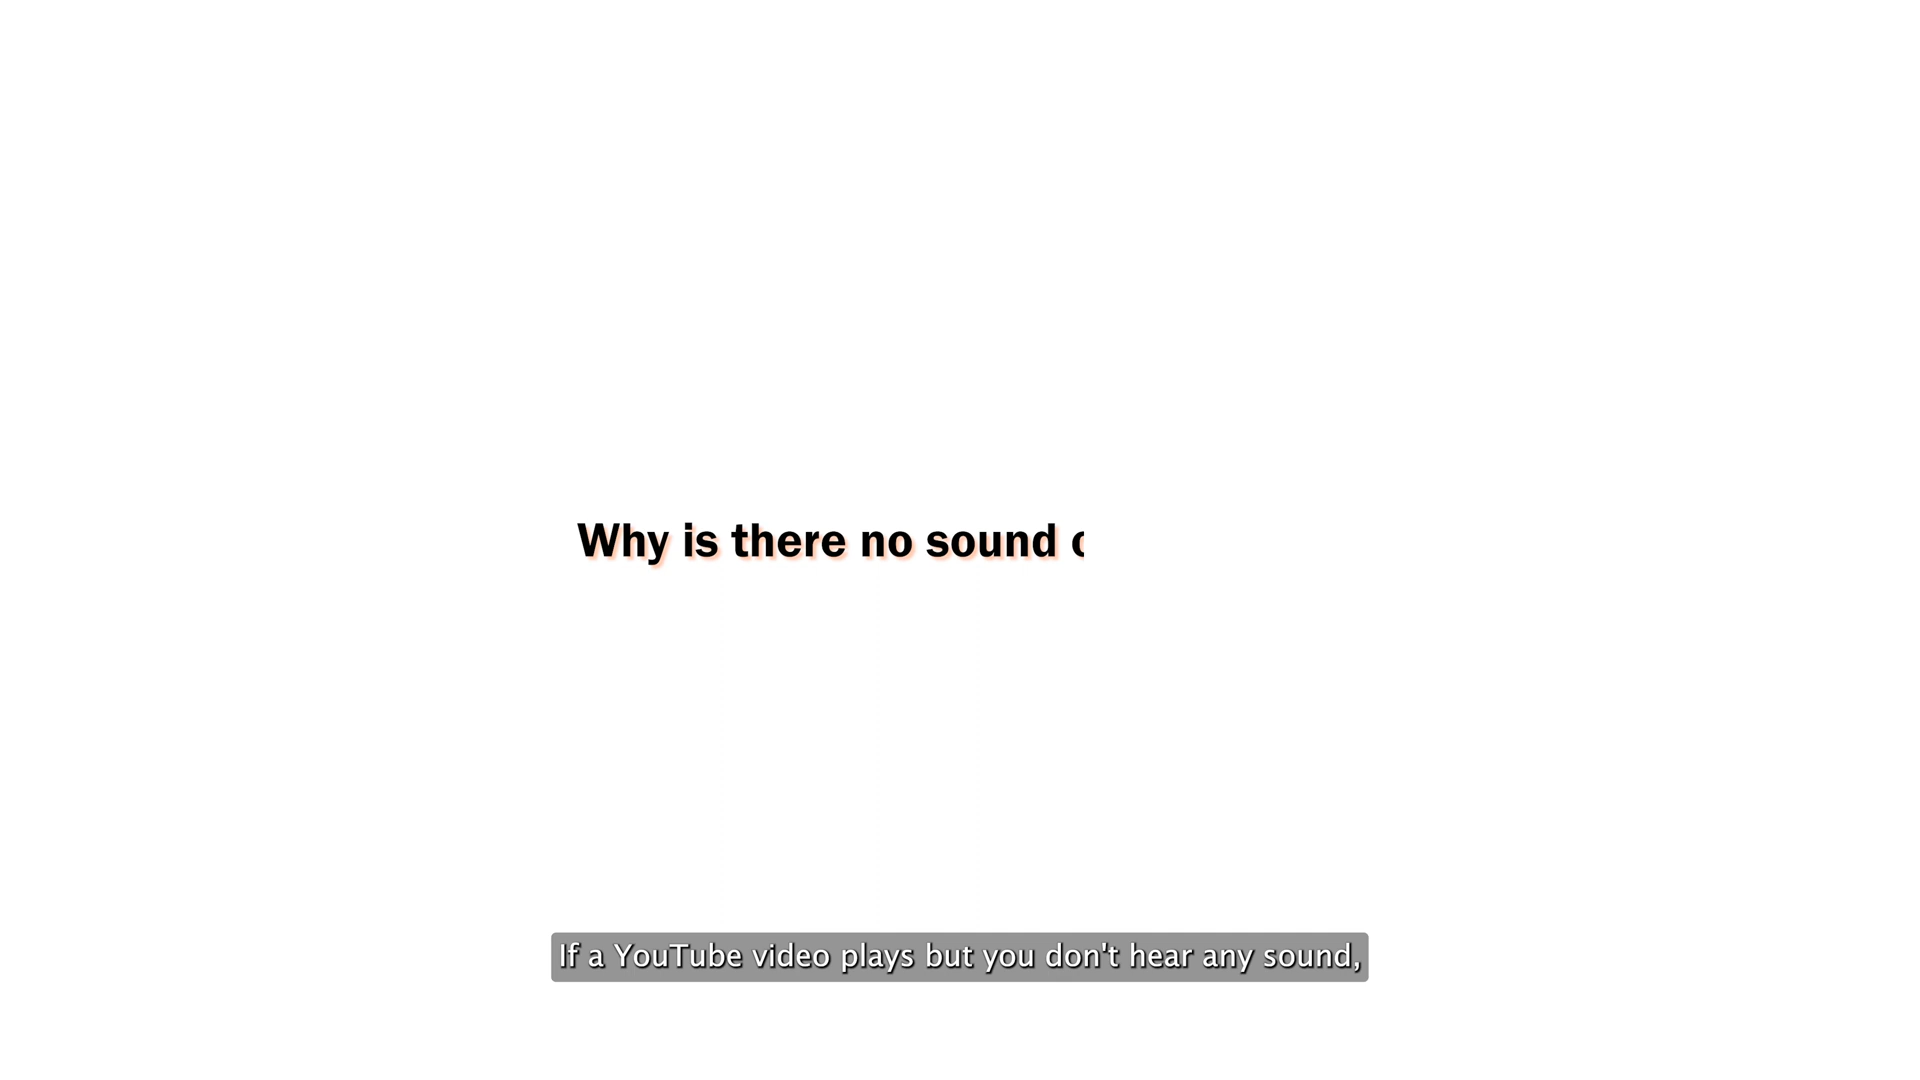 Why is there no sound
If a YouTube video plays but you don't hear any sound,